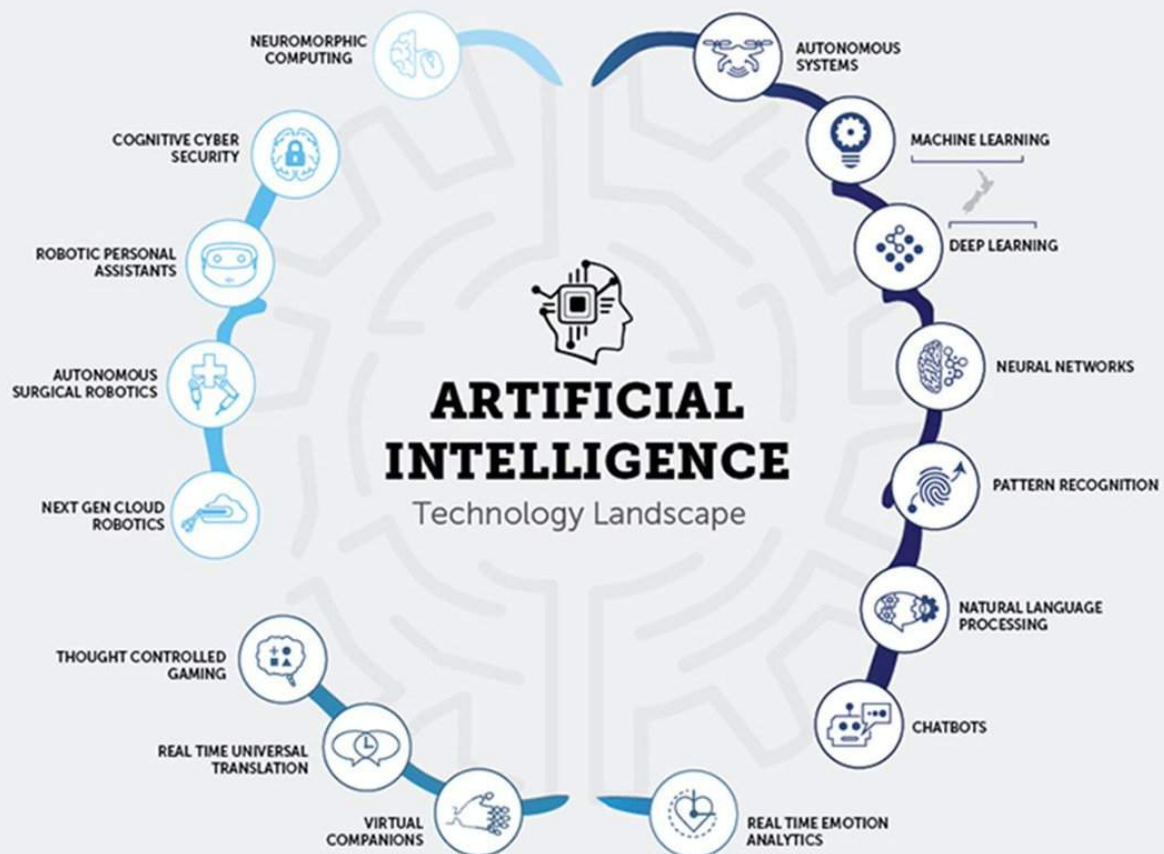 NEUROMORPHIC
COMPUTING
AUTONOMOUS
SYSTEMS
COGNITIVE CYBER
SECURITY
MACHINE LEARNING
ROBOTIC PERSONAL
ASSISTANTS
DEEP LEARNING
AUTONOMOUS
SURGICAL ROBOTICS
ARTIFICIAL
INTELLIGENCE
Technology Landscape
NEURAL NETWORKS
PATTERN RECOGNITION
NEXT GEN CLOUD
ROBOTICS
NATURAL LANGUAGE
PROCESSING
THOUGHT CONTROLLED
GAMING
CHATBOTS
REAL TIME UNIVERSAL
TRANSLATION
VIRTUAL
COMPANIONS
REAL TIME EMOTION
ANALYTICS